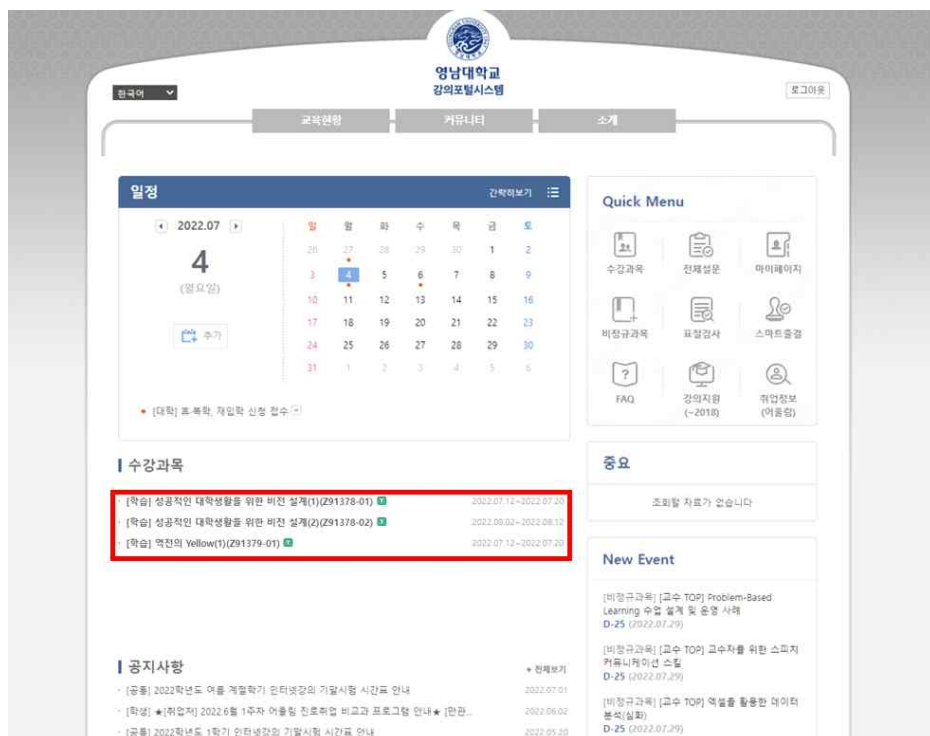 영남대학교
강의포털시스템
한국어
로그아웃
교육현황 커뮤니티 소개
일정 간략히보기
2022.07
4
(월요일)
추가
일 월 화 수 목 금 토
26 27 28 29 30 1 2
3 4 5 6 7 8 9
10 11 12 13 14 15 16
17 18 19 20 21 22 23
24 25 26 27 28 29 30
31 1 2 3 4 5 6
• [대학] 휴·복학, 재입학 신청 접수
Quick Menu
수강과목 전체설문 마이페이지
비정규과목 표절검사 스마트출결
FAQ 강의지원 취업정보
(~2018) (어울림)
수강과목
· [학습] 성공적인 대학생활을 위한 비전 설계(1)(Z91378-01) 2022.07.12~2022.07.20
· [학습] 성공적인 대학생활을 위한 비전 설계(2)(Z91378-02) 2022.08.02~2022.08.12
· [학습] 역전의 Yellow(1)(Z91379-01) 2022.07.12~2022.07.20
중요
조회할 자료가 없습니다
New Event
[비정규과목] [교수 TOP] Problem-Based
Learning 수업 설계 및 운영 사례
D-25 (2022.07.29)
[비정규과목] [교수 TOP] 교수자를 위한 스피치
커뮤니케이션 스킬
D-25 (2022.07.29)
[비정규과목] [교수 TOP] 엑셀을 활용한 데이터
분석(심화)
D-25 (2022.07.29)
공지사항 + 전체보기
· [공통] 2022학년도 여름 계절학기 인터넷강의 기말시험 시간표 안내 2022.07.01
· [학생] ★[취업처] 2022.6월 1주차 어울림 진로취업 비교과 프로그램 안내★ [만관... 2022.06.02
· [공통] 2022학년도 1학기 인터넷강의 기말시험 시간표 안내 2022.05.20